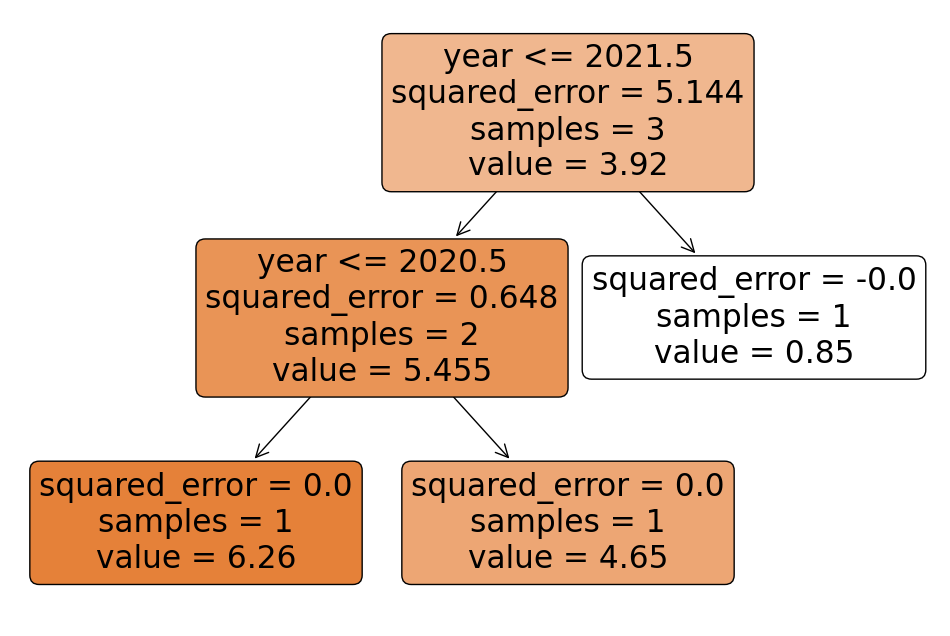 year <= 2021.5
squared_error = 5.144
samples = 3
value = 3.92
year <= 2020.5
squared_error = 0.648
samples = 2
value = 5.455
squared_error = -0.0
samples = 1
value = 0.85
squared_error = 0.0
samples = 1
value = 6.26
squared_error = 0.0
samples = 1
value = 4.65